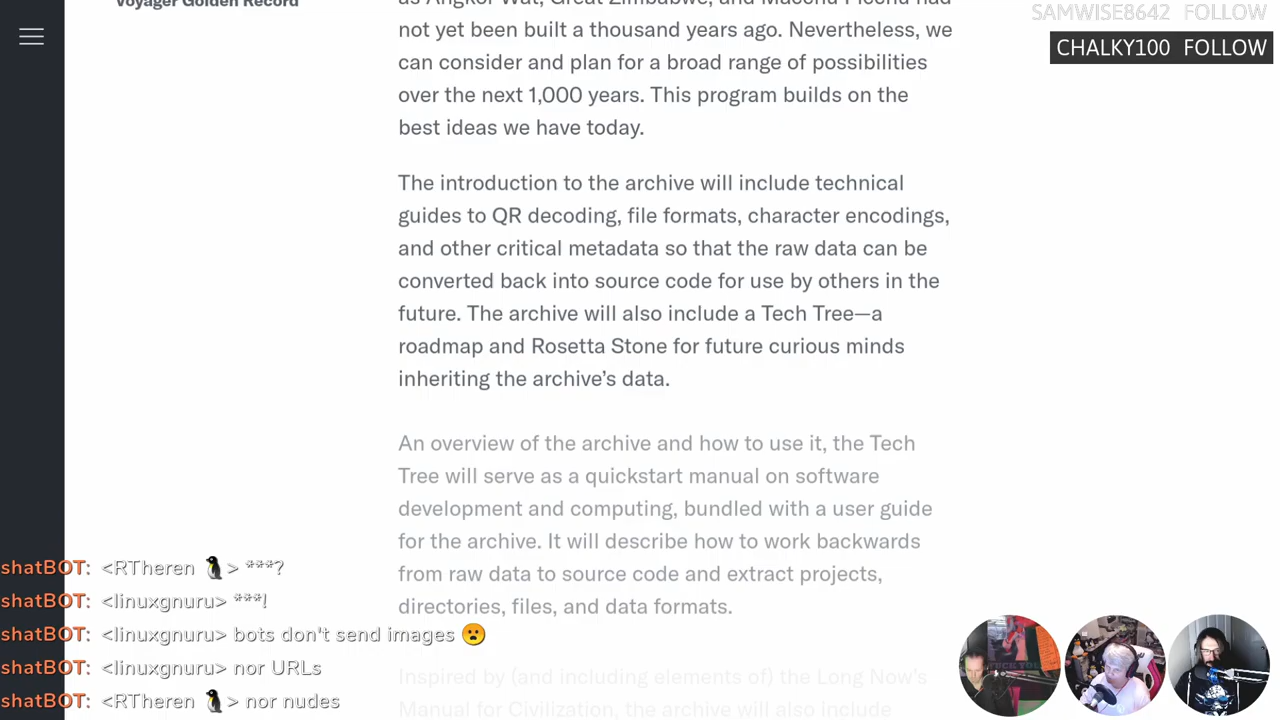 Voyager Golden Record
as Angkor Wat, Great Zimbabwe, and Macchu Picchu had
not yet been built a thousand years ago. Nevertheless, we
can consider and plan for a broad range of possibilities
over the next 1,000 years. This program builds on the
best ideas we have today.
The introduction to the archive will include technical
guides to QR decoding, file formats, character encodings,
and other critical metadata so that the raw data can be
converted back into source code for use by others in the
future. The archive will also include a Tech Tree—a
roadmap and Rosetta Stone for future curious minds
inheriting the archive’s data.
An overview of the archive and how to use it, the Tech
Tree will serve as a quickstart manual on software
development and computing, bundled with a user guide
for the archive. It will describe how to work backwards
from raw data to source code and extract projects,
directories, files, and data formats.
Inspired by (and including elements of) the Long Now’s
Manual for Civilization, the archive will also include
SAMWISE8642 FOLLOW
CHALKY100 FOLLOW
shatBOT: <RTheren 🐧> ***?
shatBOT: <linuxgnuru> ***!
shatBOT: <linuxgnuru> bots don't send images 😦
shatBOT: <linuxgnuru> nor URLs
shatBOT: <RTheren 🐧> nor nudes